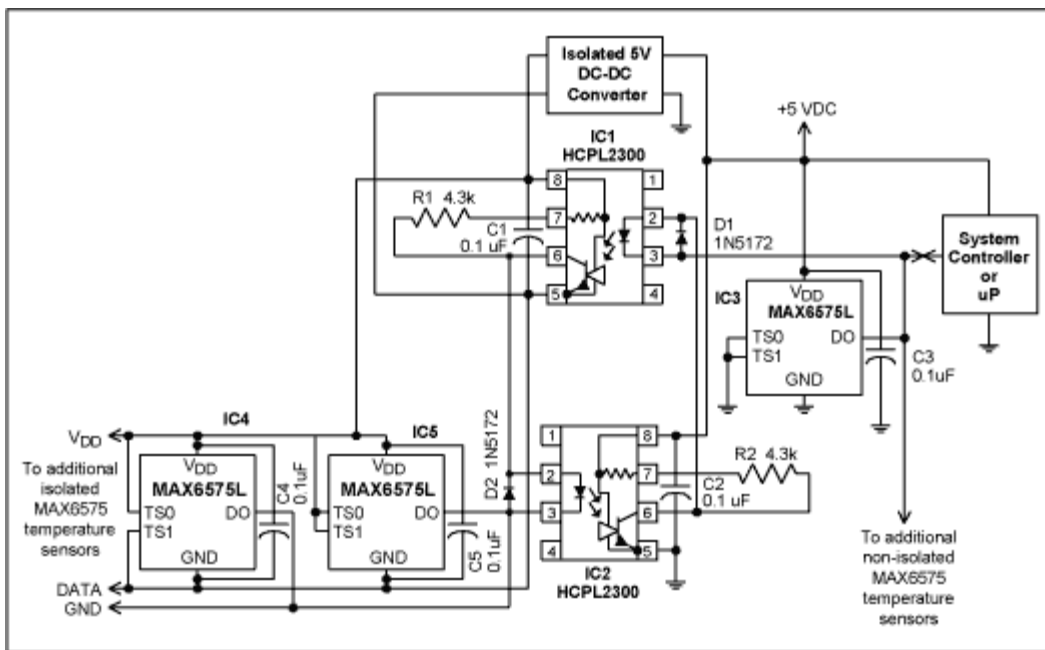 Isolated 5V
DC-DC
Converter
+5 VDC
IC1
HCPL2300
8
1
R1 4.3k
7
2
C1
0.1 uF
D1
1N5172
6
3
5
4
System
Controller
or
uP
IC3
VDD
MAX6575L
TS0
DO
TS1
GND
C3
0.1uF
IC4
IC5
VDD
D2 1N5172
1
8
To additional
isolated
MAX6575
temperature
sensors
VDD
MAX6575L
TS0
DO
TS1
GND
C4
0.1uF
VDD
MAX6575L
TS0
DO
TS1
GND
C5
0.1uF
2
7
R2 4.3k
C2
0.1 uF
3
6
4
5
IC2
HCPL2300
To additional
non-isolated
MAX6575
temperature
sensors
DATA
GND